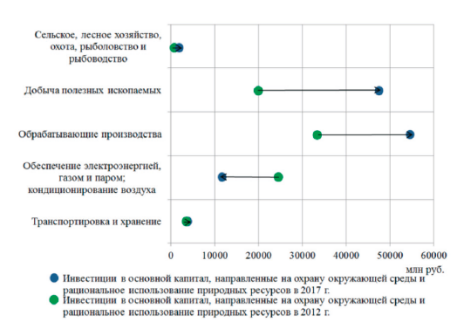 Сельское, лесное хозяйство,
охота, рыболовство и
рыбоводство
Добыча полезных ископаемых
Обрабатывающие производства
Обеспечение электроэнергией,
газом и паром;
кондиционирование воздуха
Транспортировка и хранение
0 10000 20000 30000 40000 50000 60000
млн руб.
Инвестиции в основной капитал, направленные на охрану окружающей среды и
рациональное использование природных ресурсов в 2017 г.
Инвестиции в основной капитал, направленные на охрану окружающей среды и
рациональное использование природных ресурсов в 2012 г.